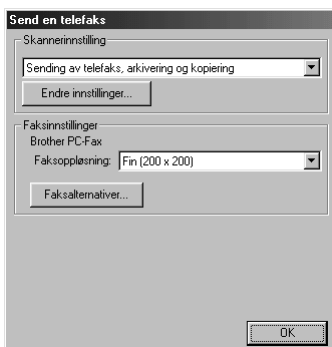 Send en telefaks
Skannerinnstilling
Sending av telefaks, arkivering og kopiering
Endre innstillinger...
Faksinnstillinger
Brother PC-Fax
Faksoppløsning: Fin (200 x 200)
Faksalternativer...
OK